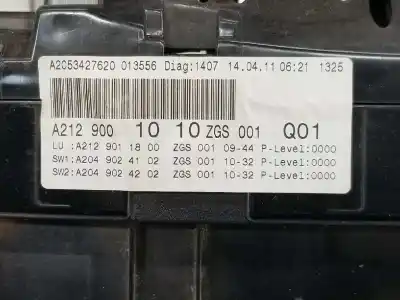 A2C53427620 013556 Diag:1407 14.04.11 06:21 1325
A212 900 10 10 ZGS 001 Q01
LU :A212 901 18 00 ZGS 001 09-44 P-Level:0000
SW1:A204 902 41 02 ZGS 001 10-32 P-Level:0000
SW2:A204 902 42 02 ZGS 001 10-32 P-Level:0000